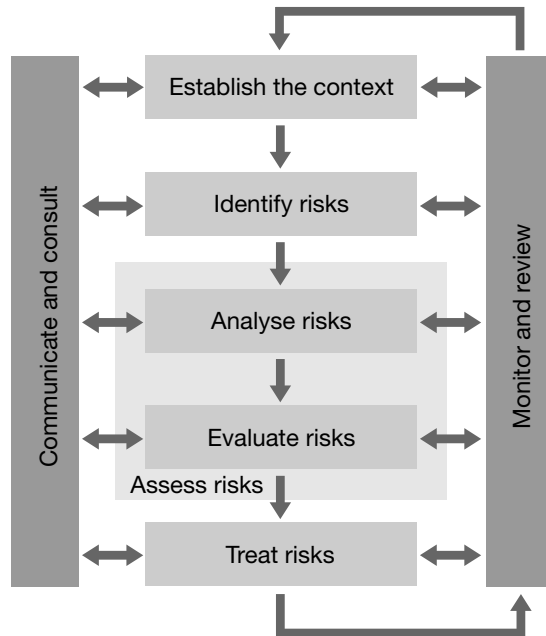 Communicate and consult
Establish the context
Identify risks
Analyse risks
Evaluate risks
Assess risks
Treat risks
Monitor and review